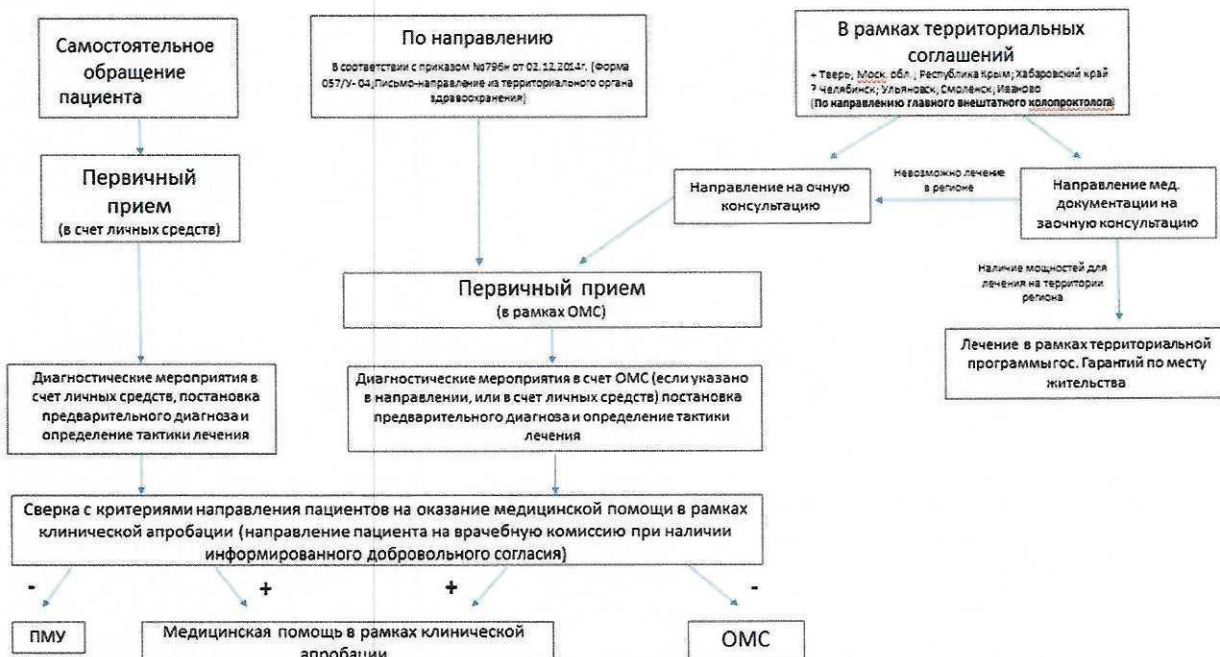 Самостоятельное
обращение
пациента
По направлению
В соответствии с приказом №796н от 02.12.2014г. (Форма
057/У- 04;Письмо-направление из территориального органа
здравоохранения)
В рамках территориальных
соглашений
+ Тверь; Моск. обл.; Республика Крым; Хабаровский край
? Челябинск; Ульяновск, Смоленск; Иваново
(По направлению главного внештатного колопроктолога)
Первичный
прием
(в счет личных средств)
Направление на очную
консультацию
Невозможно лечение
в регионе
Направление мед.
документации на
заочную консультацию
Наличие мощностей для
лечения на территории
региона
Первичный прием
(в рамках ОМС)
Лечение в рамках территориальной
программы гос. Гарантий по месту
жительства
Диагностические мероприятия в
счет личных средств, постановка
предварительного диагноза и
определение тактики лечения
Диагностические мероприятия в счет ОМС (если указано
в направлении, или в счет личных средств) постановка
предварительного диагноза и определение тактики
лечения
Сверка с критериями направления пациентов на оказание медицинской помощи в рамках
клинической апробации (направление пациента на врачебную комиссию при наличии
информированного добровольного согласия)
- + + -
ПМУ
Медицинская помощь в рамках клинической
апробации
ОМС